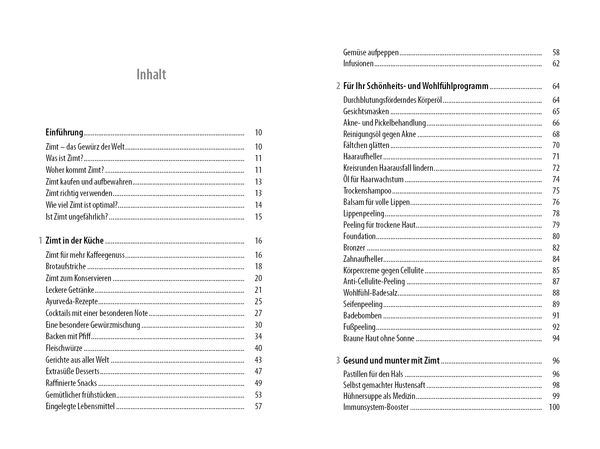 Inhalt
Einführung 10
Zimt – das Gewürz der Welt 10
Was ist Zimt? 11
Woher kommt Zimt? 11
Zimt kaufen und aufbewahren 13
Zimt richtig verwenden 13
Wie viel Zimt ist optimal? 14
Ist Zimt ungefährlich? 15
1 Zimt in der Küche 16
Zimt für mehr Kaffeegenuss 16
Brotaufstriche 18
Zimt zum Konservieren 20
Leckere Getränke 21
Ayurveda-Rezepte 25
Cocktails mit einer besonderen Note 27
Eine besondere Gewürzmischung 30
Backen mit Pfiff 34
Fleischwürze 40
Gerichte aus aller Welt 43
Extrasüße Desserts 47
Raffinierte Snacks 49
Gemütlicher frühstücken 53
Eingelegte Lebensmittel 57
Gemüse aufpeppen 58
Infusionen 62
2 Für Ihr Schönheits- und Wohlfühlprogramm 64
Durchblutungsförderndes Körperöl 64
Gesichtsmasken 65
Akne- und Pickelbehandlung 66
Reinigungsöl gegen Akne 68
Fältchen glätten 70
Haaraufheller 71
Kreisrunden Haarausfall lindern 72
Öl für Haarwachstum 74
Trockenshampoo 75
Balsam für volle Lippen 76
Lippenpeeling 78
Peeling für trockene Haut 79
Foundation 80
Bronzer 82
Zahnaufheller 84
Körpercreme gegen Cellulite 85
Anti-Cellulite-Peeling 87
Wohlfühl-Badesalz 88
Seifenpeeling 89
Badebomben 91
Fußpeeling 92
Braune Haut ohne Sonne 94
3 Gesund und munter mit Zimt 96
Pastillen für den Hals 96
Selbst gemachter Hustensaft 98
Hühnersuppe als Medizin 99
Immunsystem-Booster 100